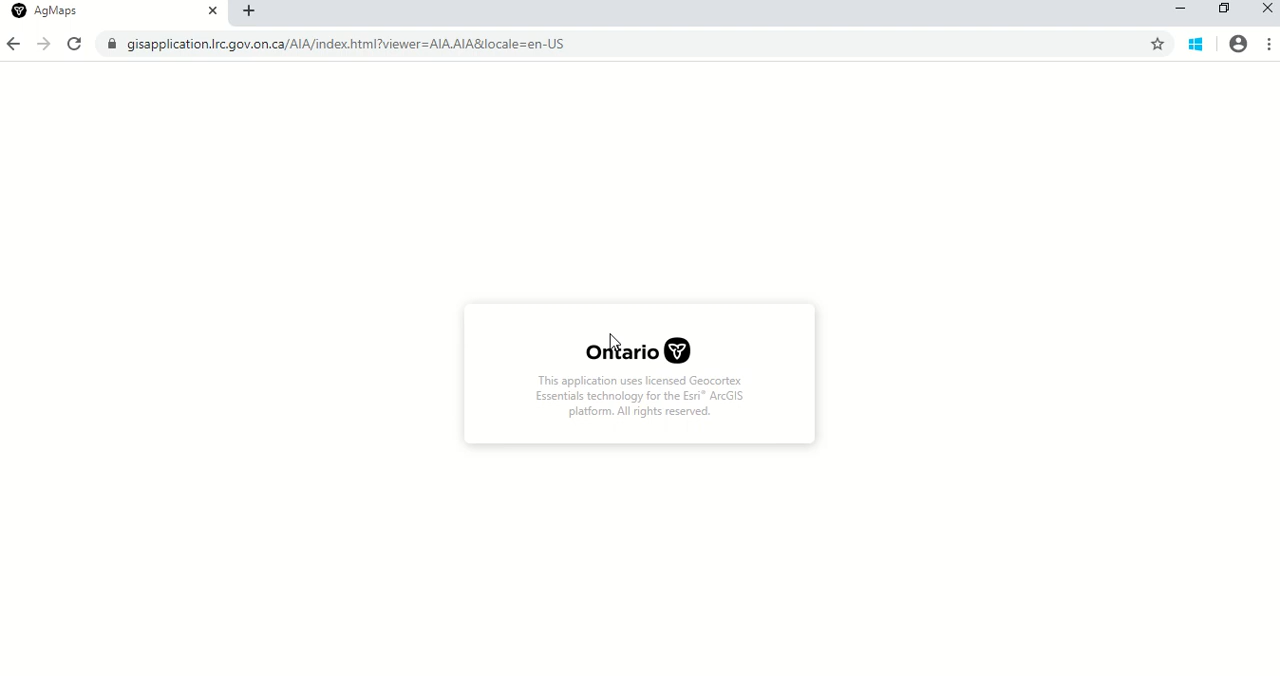 AgMaps
gisapplication.lrc.gov.on.ca/AIA/index.html?viewer=AIA.AIA&locale=en-US
Ontario
This application uses licensed Geocortex
Essentials technology for the Esri® ArcGIS
platform. All rights reserved.